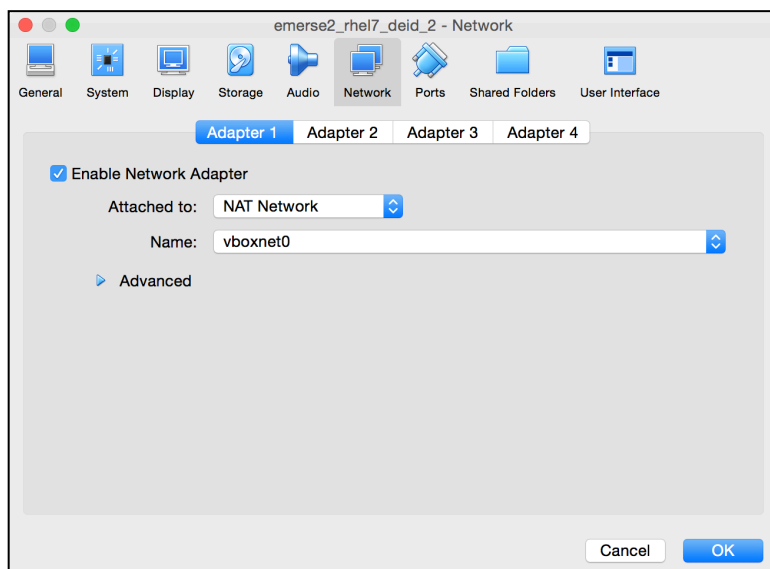 emerse2_rhel7_deid_2 - Network
General System Display Storage Audio Network Ports Shared Folders User Interface
Adapter 1 Adapter 2 Adapter 3 Adapter 4
Enable Network Adapter
Attached to: NAT Network
Name: vboxnet0
Advanced
Cancel OK